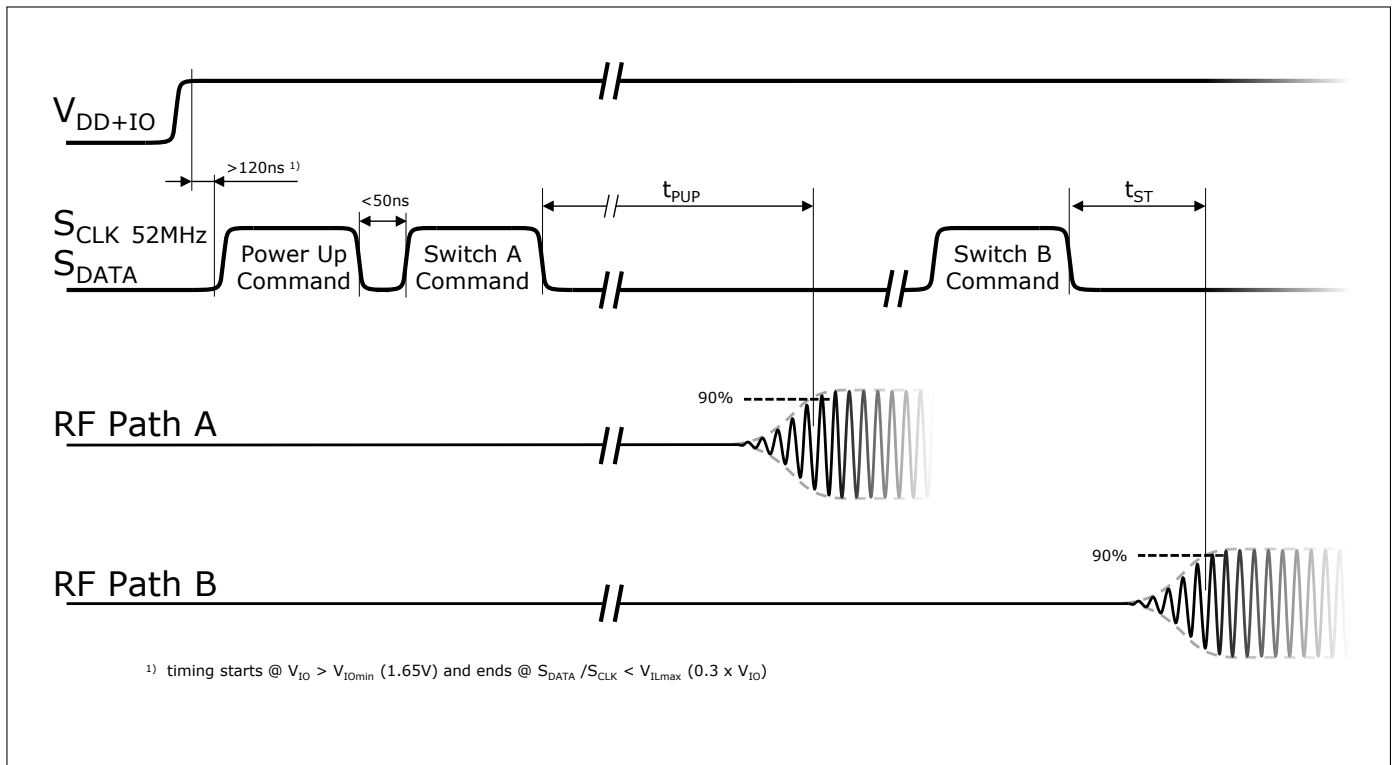 V_DD+IO
>120ns ¹⁾
<50ns
t_PUP
t_ST
S_CLK 52MHz
S_DATA
Power Up
Command
Switch A
Command
Switch B
Command
90%
RF Path A
90%
RF Path B
¹⁾ timing starts @ V_IO > V_IOmin (1.65V) and ends @ S_DATA /S_CLK < V_ILmax (0.3 x V_IO)